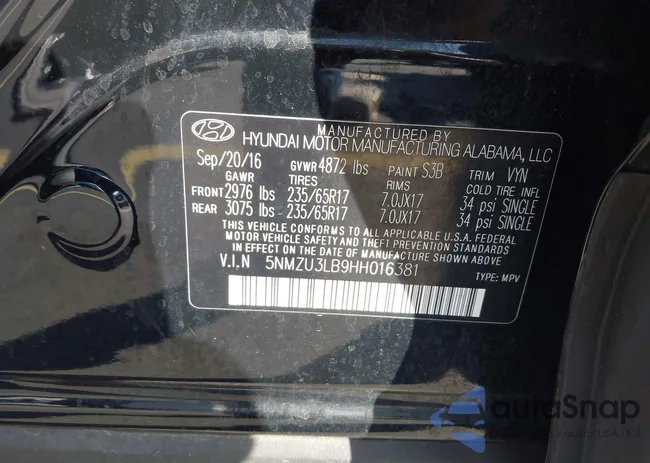 MANUFACTURED BY
HYUNDAI MOTOR MANUFACTURING ALABAMA, LLC
Sep/20/16 GVWR 4872 lbs PAINT S3B TRIM VYN
GAWR TIRES RIMS COLD TIRE INFL
FRONT 2976 lbs 235/65R17 7.0JX17 34 psi SINGLE
REAR 3075 lbs 235/65R17 7.0JX17 34 psi SINGLE
THIS VEHICLE CONFORMS TO ALL APPLICABLE U.S.A. FEDERAL
MOTOR VEHICLE SAFETY AND THEFT PREVENTION STANDARDS
IN EFFECT ON THE DATE OF MANUFACTURE SHOWN ABOVE.
V.I.N 5NMZU3LB9HH016381
TYPE: MPV
autoSnap
USA - EU